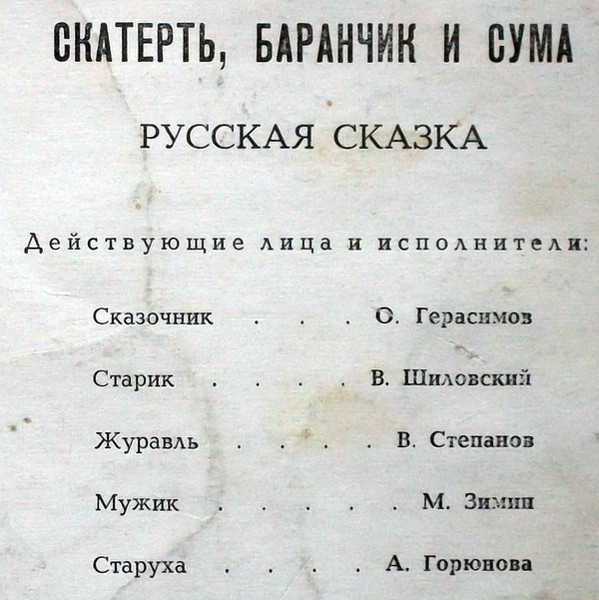 СКАТЕРТЬ, БАРАНЧИК И СУМА
РУССКАЯ СКАЗКА
Действующие лица и исполнители:
Сказочник . . . О. Герасимов
Старик . . . . В. Шиловский
Журавль . . . . В. Степанов
Мужик . . . . . М. Зимин
Старуха . . . . А. Горюнова